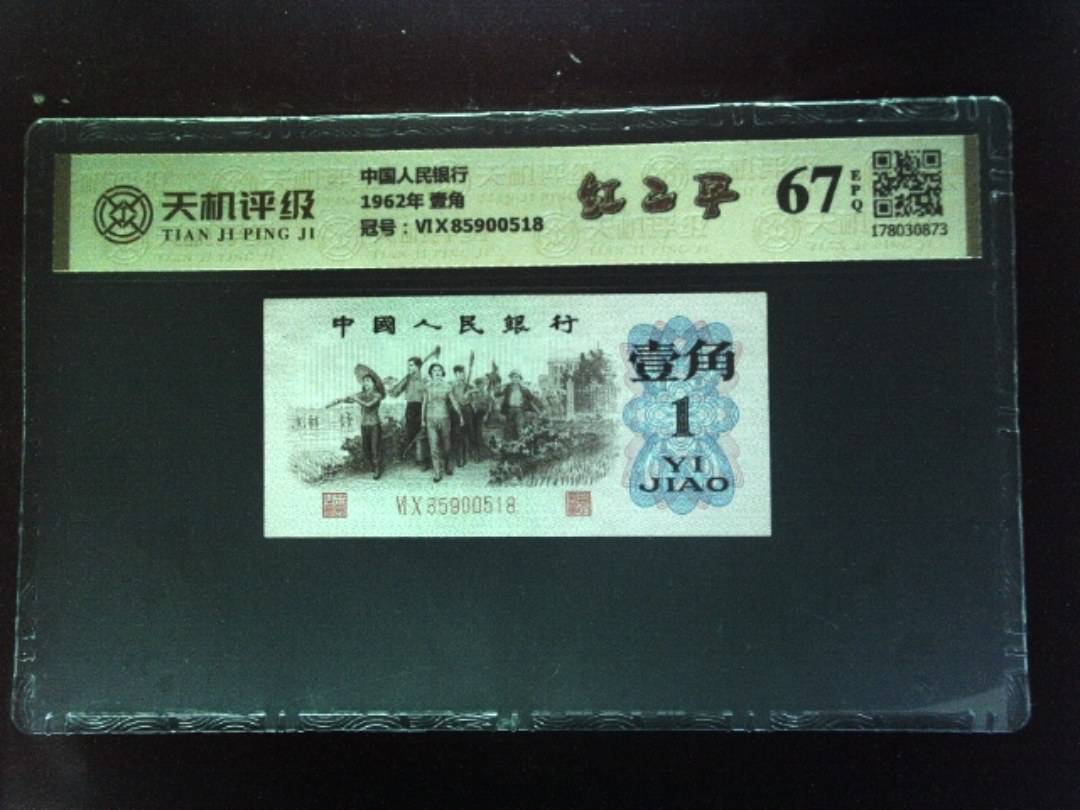 天机评级
TIAN JI PING JI
中国人民银行
1962年 壹角
冠号：VIX85900518
红二平
67
EPQ
178030873
中國人民銀行
壹角
1
YI
JIAO
VIX85900518